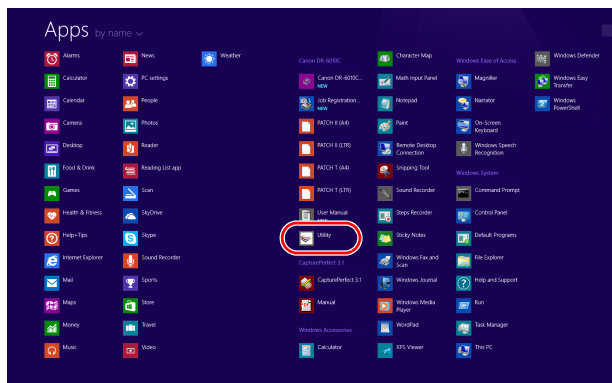 Apps by name
Alarms
Calculator
Calendar
Camera
Desktop
Food & Drink
Games
Health & Fitness
Help+Tips
Internet Explorer
Mail
Maps
Money
Music
News
PC settings
People
Photos
Reader
Reading List app
Scan
SkyDrive
Skype
Sound Recorder
Sports
Store
Travel
Video
Weather
Canon DR-6010C
Canon DR-6010C...
NEW
Job Registration...
NEW
PATCH II (A4)
PATCH II (LTR)
PATCH T (A4)
PATCH T (LTR)
User Manual
NEW
Utility
CapturePerfect 3.1
CapturePerfect 3.1
Manual
Windows Accessories
Calculator
Character Map
Math Input Panel
Notepad
Paint
Remote Desktop
Connection
Snipping Tool
Sound Recorder
Steps Recorder
Sticky Notes
Windows Fax and
Scan
Windows Journal
Windows Media
Player
WordPad
XPS Viewer
Windows Ease of Access
Magnifier
Narrator
On-Screen
Keyboard
Windows Speech
Recognition
Windows System
Command Prompt
Control Panel
Default Programs
File Explorer
Help and Support
Run
Task Manager
This PC
Windows Defender
Windows Easy
Transfer
Windows
PowerShell